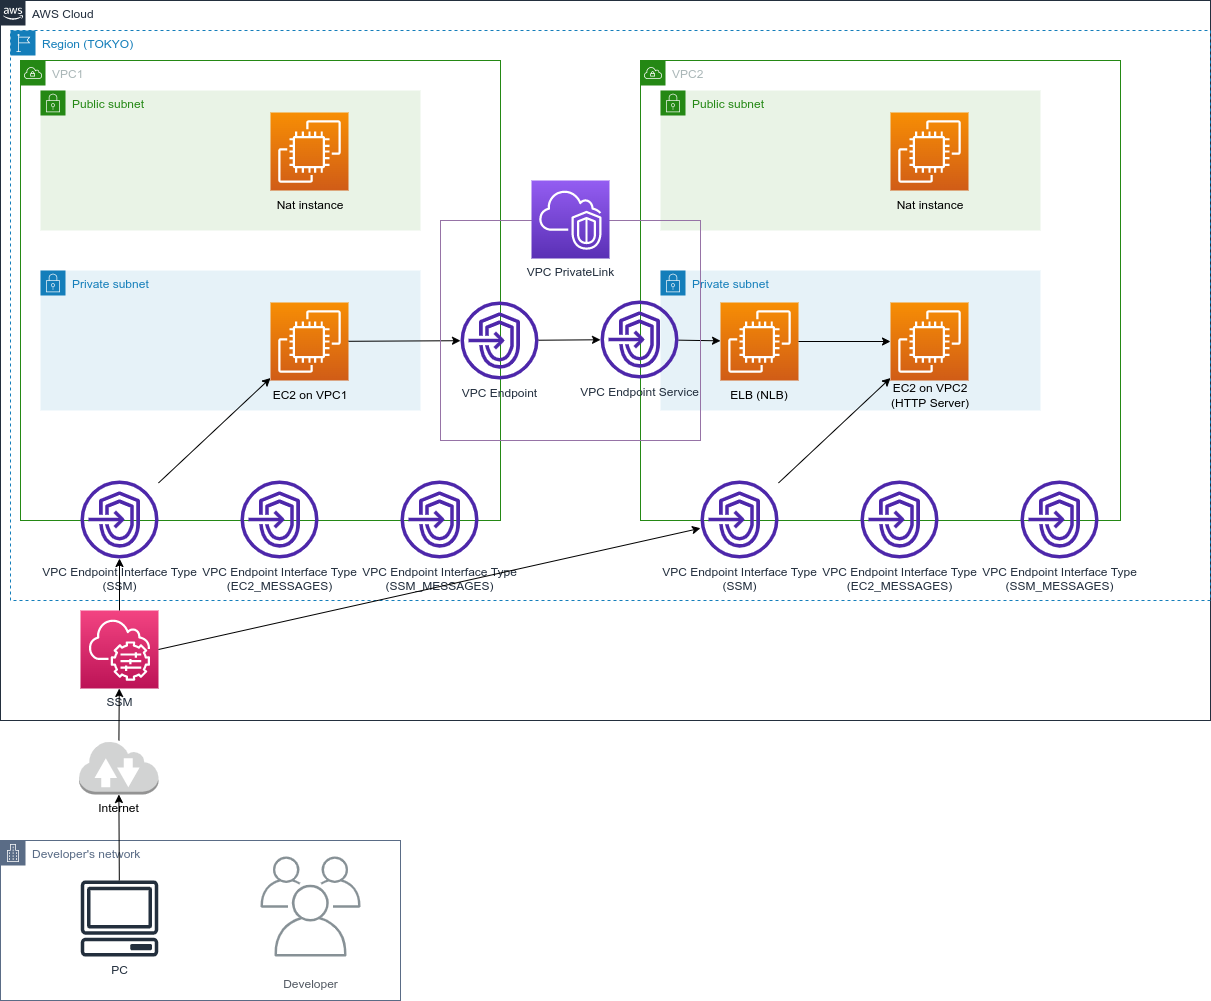 aws
AWS Cloud
Region (TOKYO)
VPC1
VPC2
Public subnet
Public subnet
Nat instance
Nat instance
VPC PrivateLink
Private subnet
Private subnet
EC2 on VPC1
VPC Endpoint
VPC Endpoint Service
ELB (NLB)
EC2 on VPC2
(HTTP Server)
VPC Endpoint Interface Type
(SSM)
VPC Endpoint Interface Type
(EC2_MESSAGES)
VPC Endpoint Interface Type
(SSM_MESSAGES)
VPC Endpoint Interface Type
(SSM)
VPC Endpoint Interface Type
(EC2_MESSAGES)
VPC Endpoint Interface Type
(SSM_MESSAGES)
SSM
Internet
Developer's network
PC
Developer